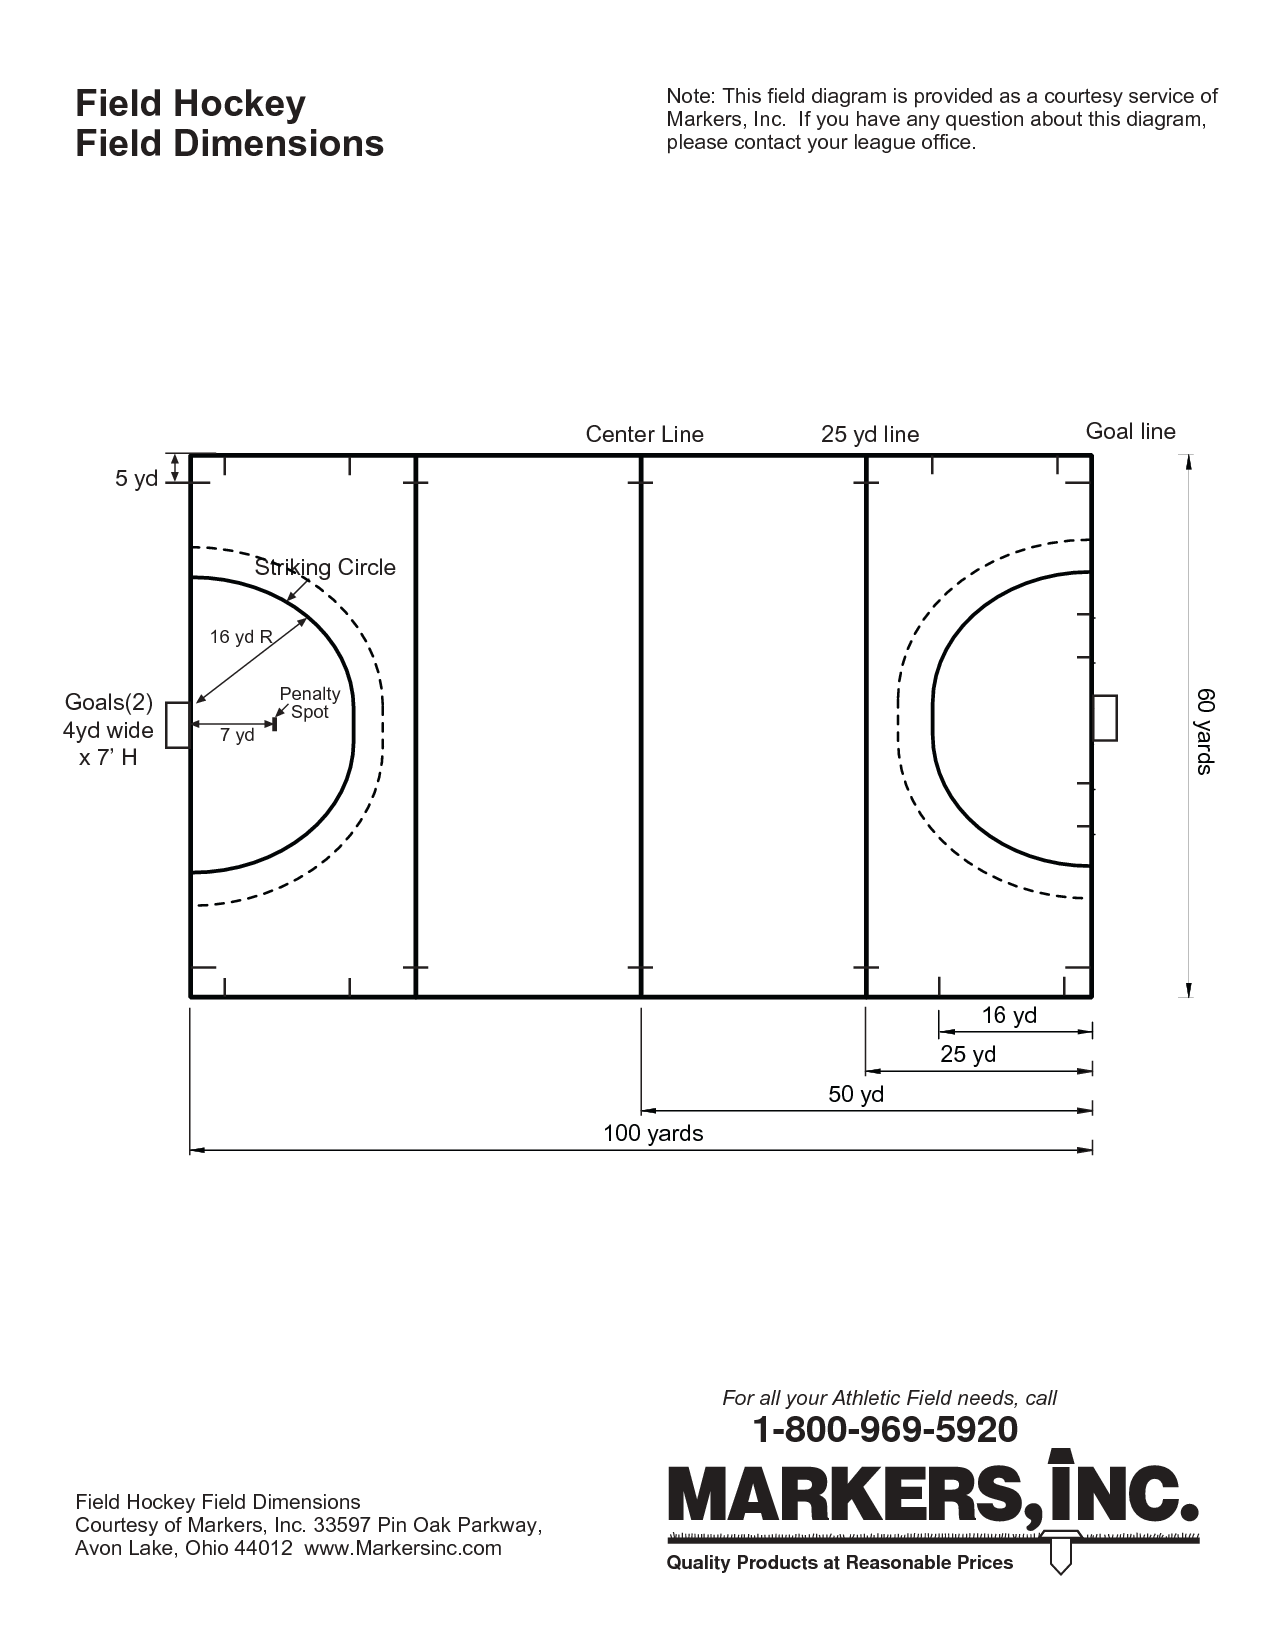 Field Hockey
Field Dimensions
Note: This field diagram is provided as a courtesy service of
Markers, Inc.  If you have any question about this diagram,
please contact your league office.
Center Line
25 yd line
Goal line
5 yd
Striking Circle
16 yd R
Penalty
Spot
7 yd
Goals(2)
4yd wide
x 7’ H
60 yards
16 yd
25 yd
50 yd
100 yards
For all your Athletic Field needs, call
1-800-969-5920
MARKERS, INC.
Quality Products at Reasonable Prices
Field Hockey Field Dimensions
Courtesy of Markers, Inc. 33597 Pin Oak Parkway,
Avon Lake, Ohio 44012  www.Markersinc.com